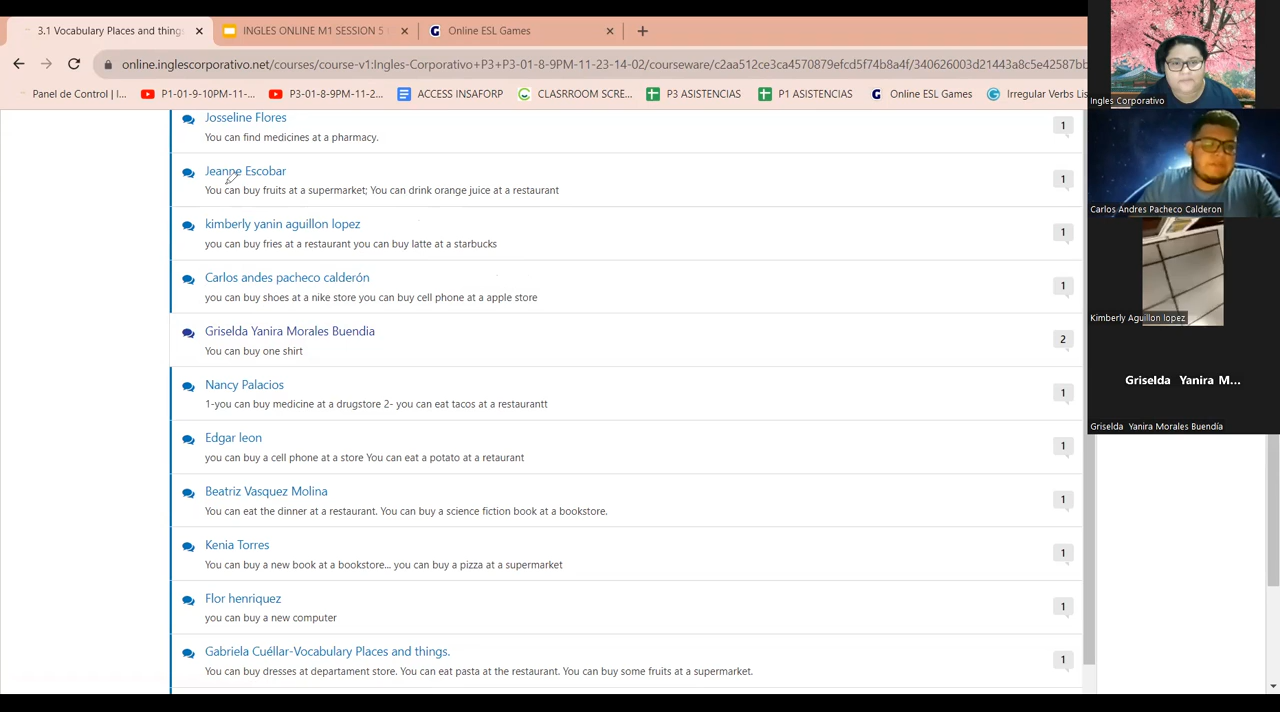 3.1 Vocabulary Places and things
INGLES ONLINE M1 SESSION 5
Online ESL Games
online.inglescorporativo.net/courses/course-v1:Ingles-Corporativo+P3+P3-01-8-9PM-11-23-14-02/courseware/c2aa512ce3ca4570879efcd5f74b8a4f/340626003d21443a8c5e42587bb
Panel de Control | I...
P1-01-9-10PM-11-...
P3-01-8-9PM-11-2...
ACCESS INSAFORP
CLASRROOM SCRE...
P3 ASISTENCIAS
P1 ASISTENCIAS
Online ESL Games
Irregular Verbs Lis
Josseline Flores
You can find medicines at a pharmacy.
1
Jeanne Escobar
You can buy fruits at a supermarket; You can drink orange juice at a restaurant
1
kimberly yanin aguillon lopez
you can buy fries at a restaurant you can buy latte at a starbucks
1
Carlos andes pacheco calderón
you can buy shoes at a nike store you can buy cell phone at a apple store
1
Griselda Yanira Morales Buendia
You can buy one shirt
2
Nancy Palacios
1-you can buy medicine at a drugstore 2- you can eat tacos at a restaurantt
1
Edgar leon
you can buy a cell phone at a store You can eat a potato at a retaurant
1
Beatriz Vasquez Molina
You can eat the dinner at a restaurant. You can buy a science fiction book at a bookstore.
1
Kenia Torres
You can buy a new book at a bookstore... you can buy a pizza at a supermarket
1
Flor henriquez
you can buy a new computer
1
Gabriela Cuéllar-Vocabulary Places and things.
You can buy dresses at departament store. You can eat pasta at the restaurant. You can buy some fruits at a supermarket.
1
Ingles Corporativo
Carlos Andres Pacheco Calderon
Kimberly Aguillon lopez
Griselda Yanira M...
Griselda Yanira Morales Buendía